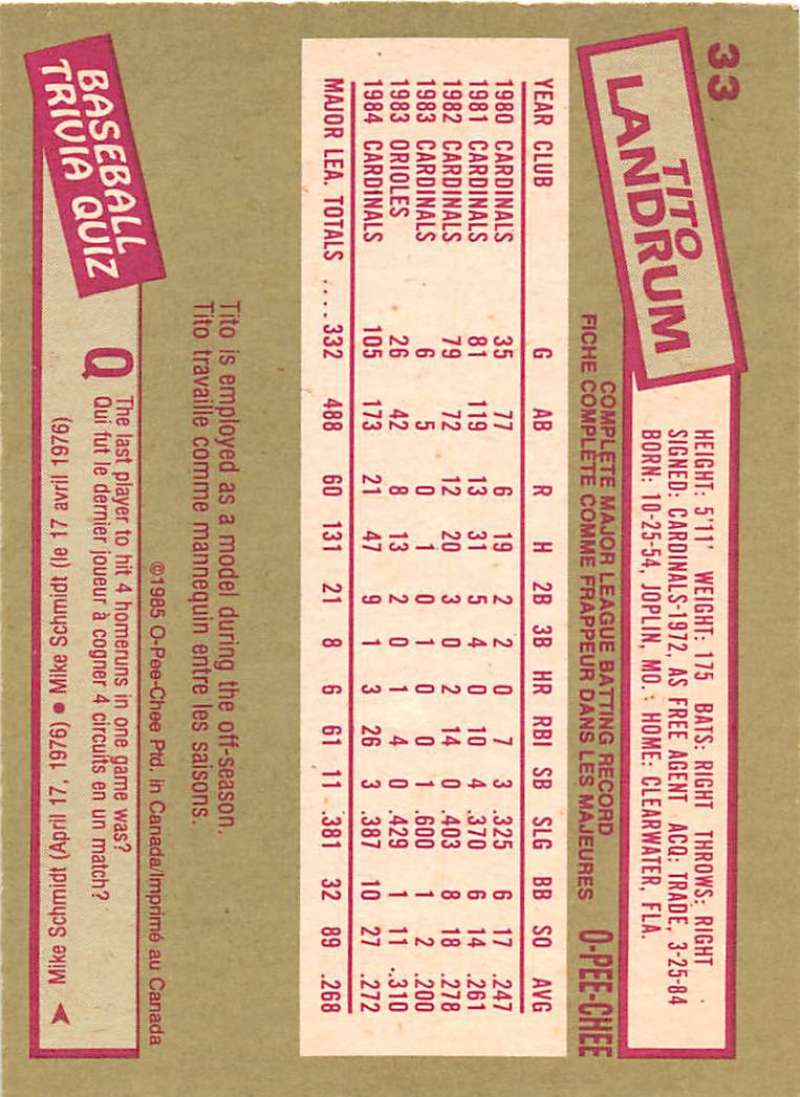 33
TITO
LANDRUM
HEIGHT: 5'11' WEIGHT: 175 BATS: RIGHT THROWS: RIGHT
SIGNED: CARDINALS-1972, AS FREE AGENT ACQ: TRADE, 3-25-84
BORN: 10-25-54, JOPLIN, MO. HOME: CLEARWATER, FLA.
COMPLETE MAJOR LEAGUE BATTING RECORD
FICHE COMPLÈTE COMME FRAPPEUR DANS LES MAJEURES O-PEE-CHEE
YEAR CLUB G AB R H 2B 3B HR RBI SB SLG BB SO AVG
1980 CARDINALS 35 77 6 19 2 2 0 7 3 .325 6 17 .247
1981 CARDINALS 81 119 13 31 5 4 0 10 4 .370 6 14 .261
1982 CARDINALS 79 72 12 20 3 0 2 14 0 .403 8 18 .278
1983 CARDINALS 6 5 0 1 0 1 0 0 1 .600 1 2 .200
1983 ORIOLES 26 42 8 13 2 0 1 4 0 .429 1 11 .310
1984 CARDINALS 105 173 21 47 9 1 3 26 3 .387 10 27 .272
MAJOR LEA. TOTALS .... 332 488 60 131 21 8 6 61 11 .381 32 89 .268
Tito is employed as a model during the off-season.
Tito travaille comme mannequin entre les saisons.
©1985 O-Pee-Chee Ptd. in Canada/Imprimé au Canada
BASEBALL
TRIVIA QUIZ
Q The last player to hit 4 homeruns in one game was?
Qui fut le dernier joueur à cogner 4 circuits en un match?
Mike Schmidt (April 17, 1976) • Mike Schmidt (le 17 avril 1976)